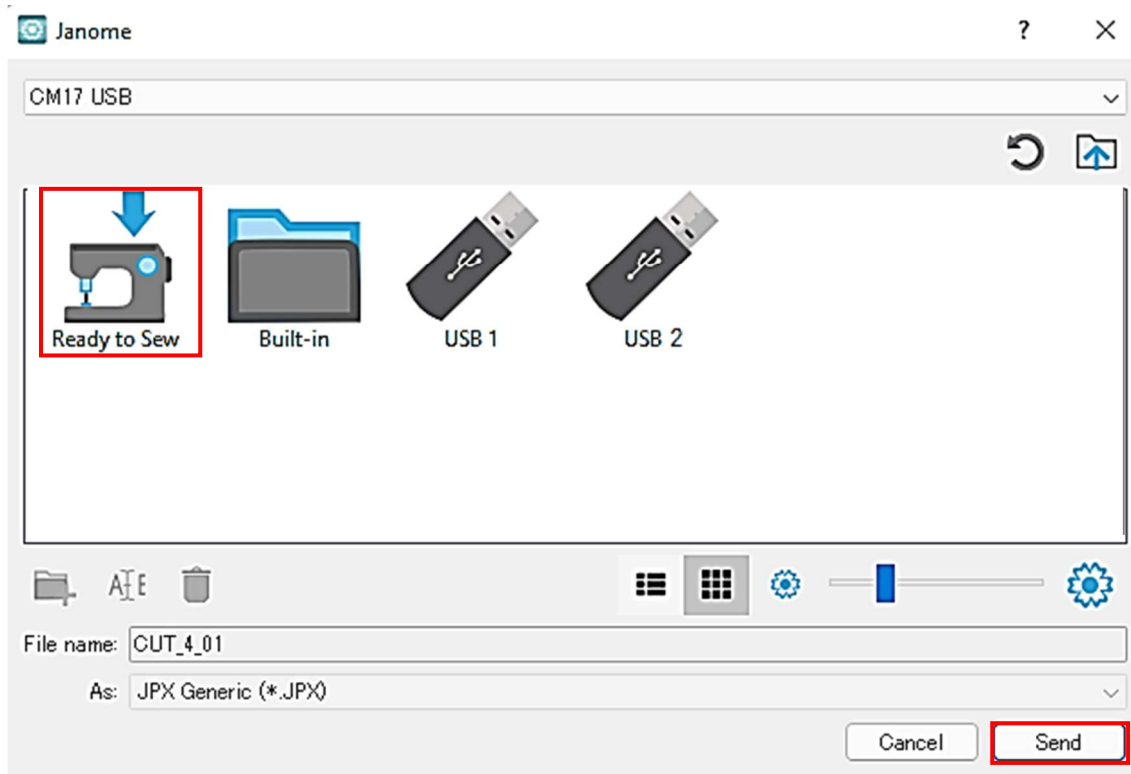 Janome
?
CM17 USB
Ready to Sew
Built-in
USB 1
USB 2
File name: CUT_4_01
As: JPX Generic (*.JPX)
Cancel
Send